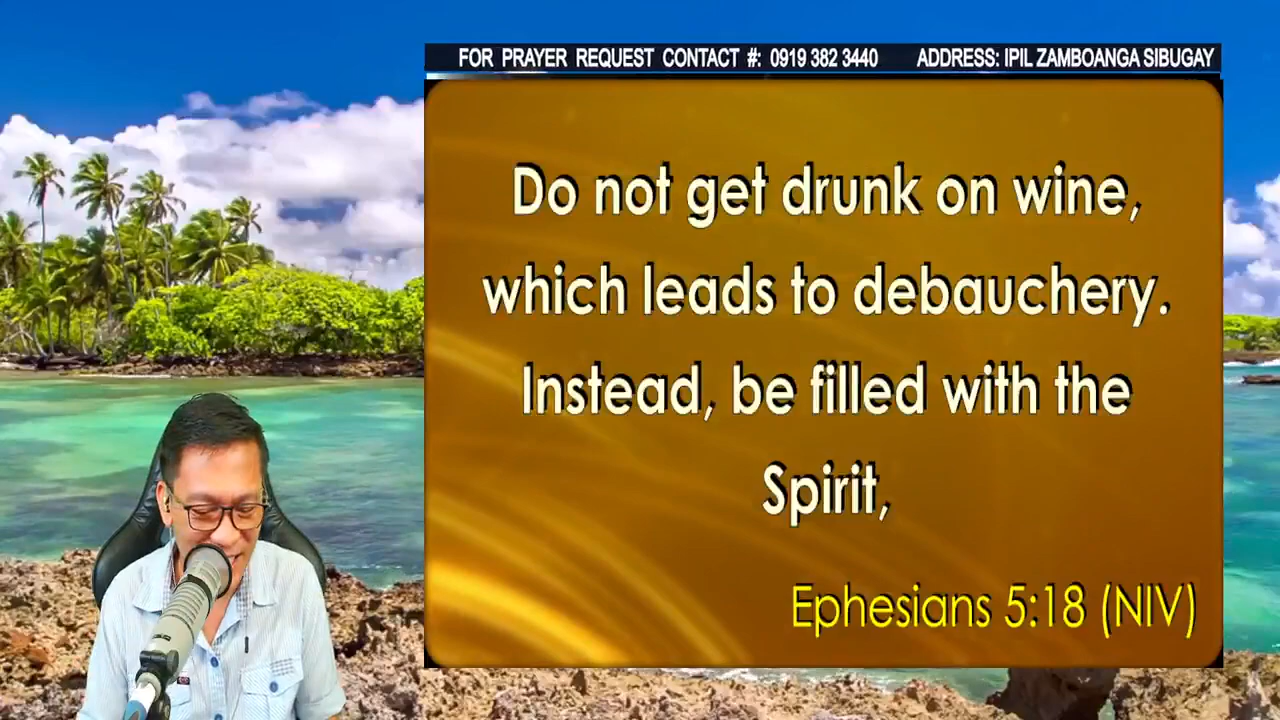 FOR PRAYER REQUEST CONTACT #: 0919 382 3440 ADDRESS: IPIL ZAMBOANGA SIBUGAY
Do not get drunk on wine,
which leads to debauchery.
Instead, be filled with the
Spirit,
Ephesians 5:18 (NIV)